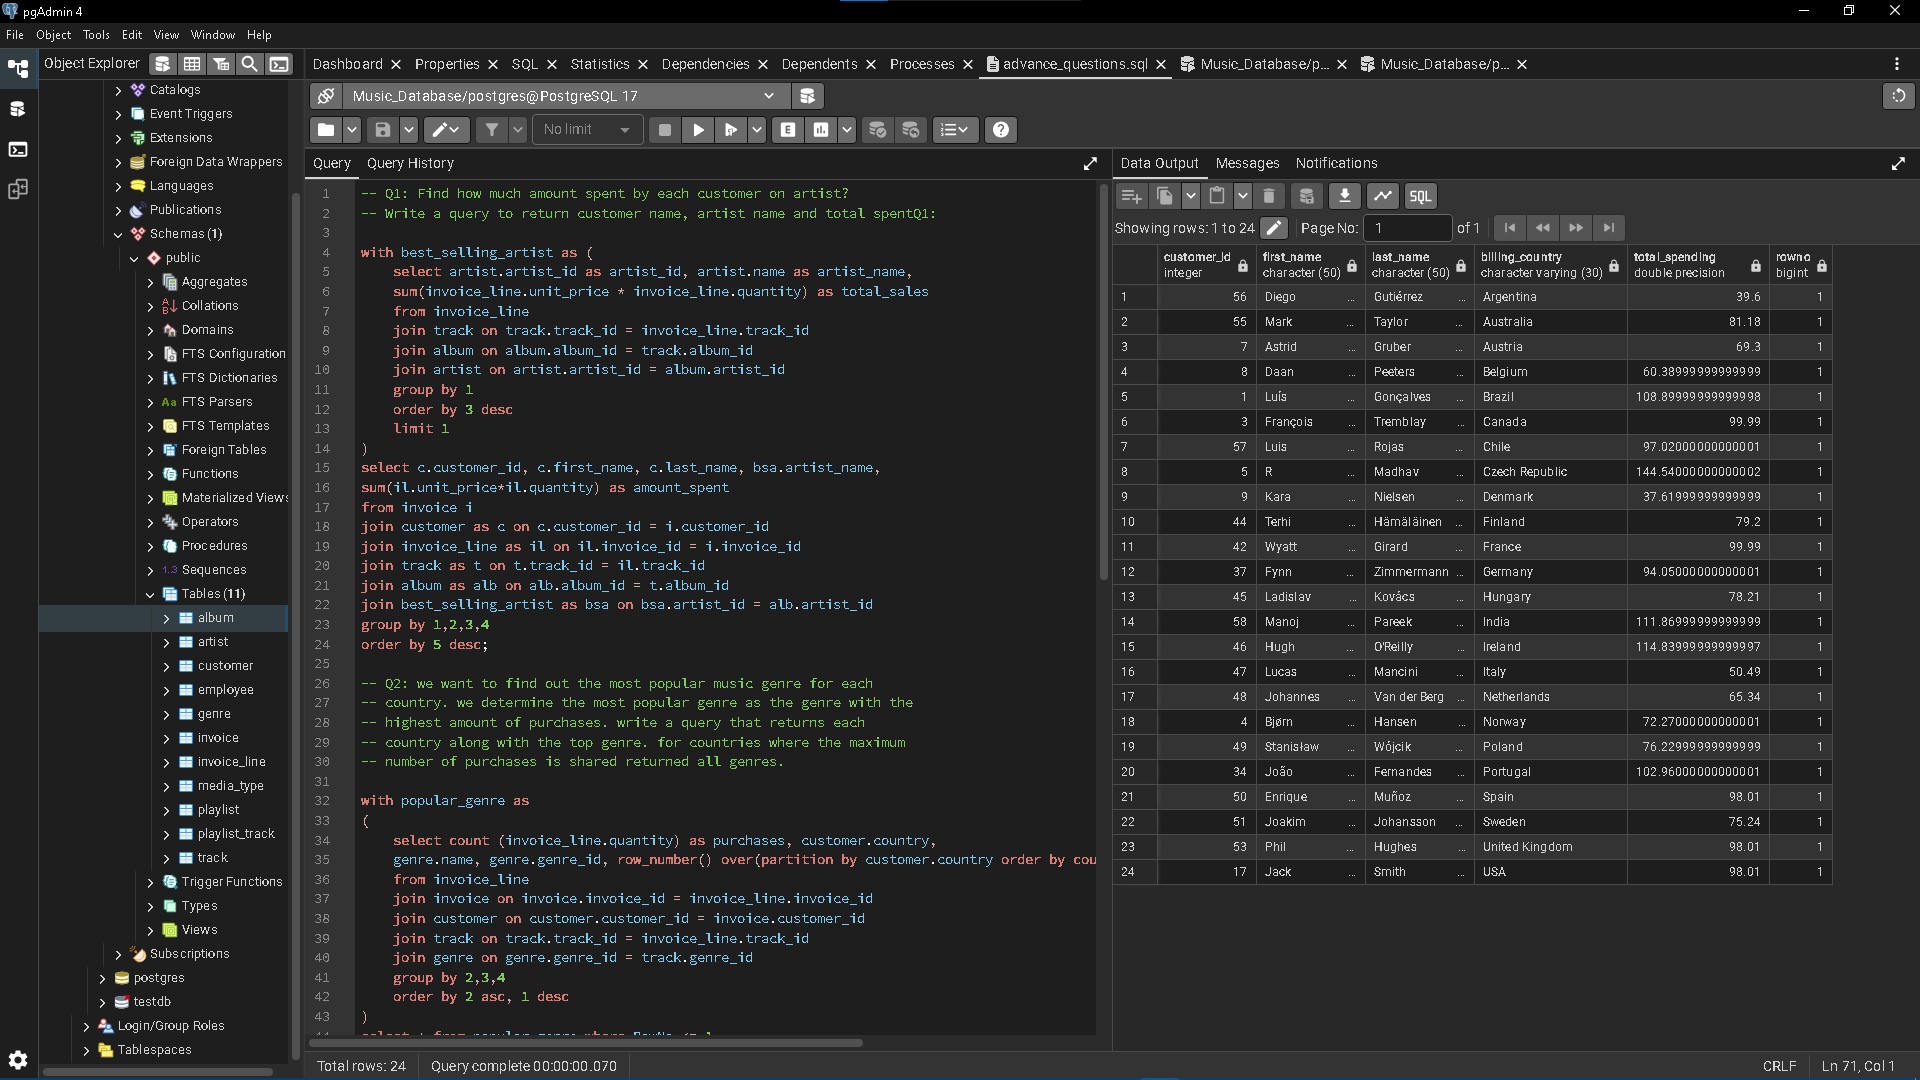 pgAdmin 4
File Object Tools Edit View Window Help
Object Explorer
Catalogs
Event Triggers
Extensions
Foreign Data Wrappers
Languages
Publications
Schemas (1)
public
Aggregates
Collations
Domains
FTS Configuration
FTS Dictionaries
FTS Parsers
FTS Templates
Foreign Tables
Functions
Materialized Views
Operators
Procedures
1.3 Sequences
Tables (11)
album
artist
customer
employee
genre
invoice
invoice_line
media_type
playlist
playlist_track
track
Trigger Functions
Types
Views
Subscriptions
postgres
testdb
Login/Group Roles
Tablespaces
Dashboard Properties SQL Statistics Dependencies Dependents Processes advance_questions.sql Music_Database/p... Music_Database/p...
Music_Database/postgres@PostgreSQL 17
No limit
Query Query History
1 -- Q1: Find how much amount spent by each customer on artist?
2 -- Write a query to return customer name, artist name and total spentQ1:
3
4 with best_selling_artist as (
5 select artist.artist_id as artist_id, artist.name as artist_name,
6 sum(invoice_line.unit_price * invoice_line.quantity) as total_sales
7 from invoice_line
8 join track on track.track_id = invoice_line.track_id
9 join album on album.album_id = track.album_id
10 join artist on artist.artist_id = album.artist_id
11 group by 1
12 order by 3 desc
13 limit 1
14 )
15 select c.customer_id, c.first_name, c.last_name, bsa.artist_name,
16 sum(il.unit_price*il.quantity) as amount_spent
17 from invoice i
18 join customer as c on c.customer_id = i.customer_id
19 join invoice_line as il on il.invoice_id = i.invoice_id
20 join track as t on t.track_id = il.track_id
21 join album as alb on alb.album_id = t.album_id
22 join best_selling_artist as bsa on bsa.artist_id = alb.artist_id
23 group by 1,2,3,4
24 order by 5 desc;
25
26 -- Q2: we want to find out the most popular music genre for each
27 -- country. we determine the most popular genre as the genre with the
28 -- highest amount of purchases. write a query that returns each
29 -- country along with the top genre. for countries where the maximum
30 -- number of purchases is shared returned all genres.
31
32 with popular_genre as
33 (
34 select count (invoice_line.quantity) as purchases, customer.country,
35 genre.name, genre.genre_id, row_number() over(partition by customer.country order by cou
36 from invoice_line
37 join invoice on invoice.invoice_id = invoice_line.invoice_id
38 join customer on customer.customer_id = invoice.customer_id
39 join track on track.track_id = invoice_line.track_id
40 join genre on genre.genre_id = track.genre_id
41 group by 2,3,4
42 order by 2 asc, 1 desc
43 )
Total rows: 24 Query complete 00:00:00.070
Data Output Messages Notifications
SQL
Showing rows: 1 to 24 Page No: 1 of 1
customer_id first_name last_name billing_country total_spending rowno
integer character (50) character (50) character varying (30) double precision bigint
1 56 Diego ... Gutiérrez ... Argentina 39.6 1
2 55 Mark ... Taylor ... Australia 81.18 1
3 7 Astrid ... Gruber ... Austria 69.3 1
4 8 Daan ... Peeters ... Belgium 60.38999999999999 1
5 1 Luís ... Gonçalves ... Brazil 108.89999999999998 1
6 3 François ... Tremblay ... Canada 99.99 1
7 57 Luis ... Rojas ... Chile 97.02000000000001 1
8 5 R ... Madhav ... Czech Republic 144.54000000000002 1
9 9 Kara ... Nielsen ... Denmark 37.61999999999999 1
10 44 Terhi ... Hämäläinen ... Finland 79.2 1
11 42 Wyatt ... Girard ... France 99.99 1
12 37 Fynn ... Zimmermann ... Germany 94.05000000000001 1
13 45 Ladislav ... Kovács ... Hungary 78.21 1
14 58 Manoj ... Pareek ... India 111.86999999999999 1
15 46 Hugh ... O'Reilly ... Ireland 114.83999999999997 1
16 47 Lucas ... Mancini ... Italy 50.49 1
17 48 Johannes ... Van der Berg ... Netherlands 65.34 1
18 4 Bjørn ... Hansen ... Norway 72.27000000000001 1
19 49 Stanisław ... Wójcik ... Poland 76.22999999999999 1
20 34 João ... Fernandes ... Portugal 102.96000000000001 1
21 50 Enrique ... Muñoz ... Spain 98.01 1
22 51 Joakim ... Johansson ... Sweden 75.24 1
23 53 Phil ... Hughes ... United Kingdom 98.01 1
24 17 Jack ... Smith ... USA 98.01 1
CRLF Ln 71, Col 1